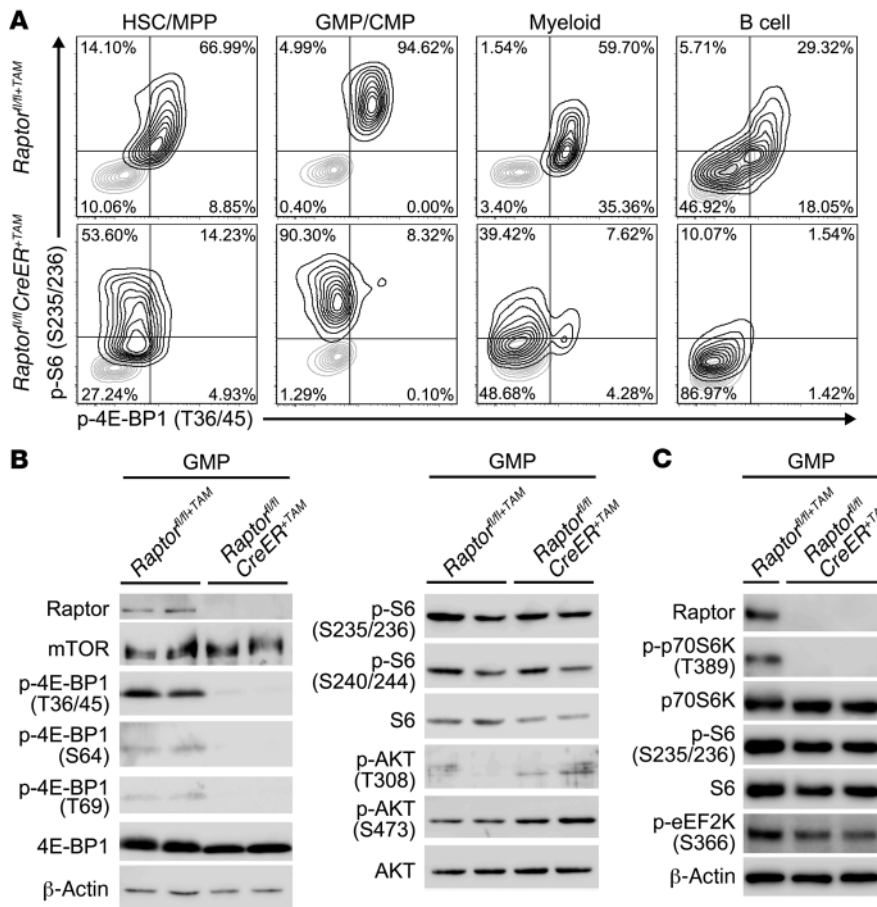 A
HSC/MPP GMP/CMP Myeloid B cell
Raptorfl/fl+TAM
14.10% 66.99% 4.99% 94.62% 1.54% 59.70% 5.71% 29.32%
10.06% 8.85% 0.40% 0.00% 3.40% 35.36% 46.92% 18.05%
Raptorfl/flCreER+TAM
p-S6 (S235/236)
53.60% 14.23% 90.30% 8.32% 39.42% 7.62% 10.07% 1.54%
27.24% 4.93% 1.29% 0.10% 48.68% 4.28% 86.97% 1.42%
p-4E-BP1 (T36/45)
B
GMP
Raptorfl/fl+TAM
Raptorfl/fl
CreER+TAM
Raptor
mTOR
p-4E-BP1
(T36/45)
p-4E-BP1
(S64)
p-4E-BP1
(T69)
4E-BP1
β-Actin
GMP
Raptorfl/fl+TAM
Raptorfl/fl
CreER+TAM
p-S6
(S235/236)
p-S6
(S240/244)
S6
p-AKT
(T308)
p-AKT
(S473)
AKT
C
GMP
Raptorfl/fl+TAM
Raptorfl/fl
CreER+TAM
Raptor
p-p70S6K
(T389)
p70S6K
p-S6
(S235/236)
S6
p-eEF2K
(S366)
β-Actin